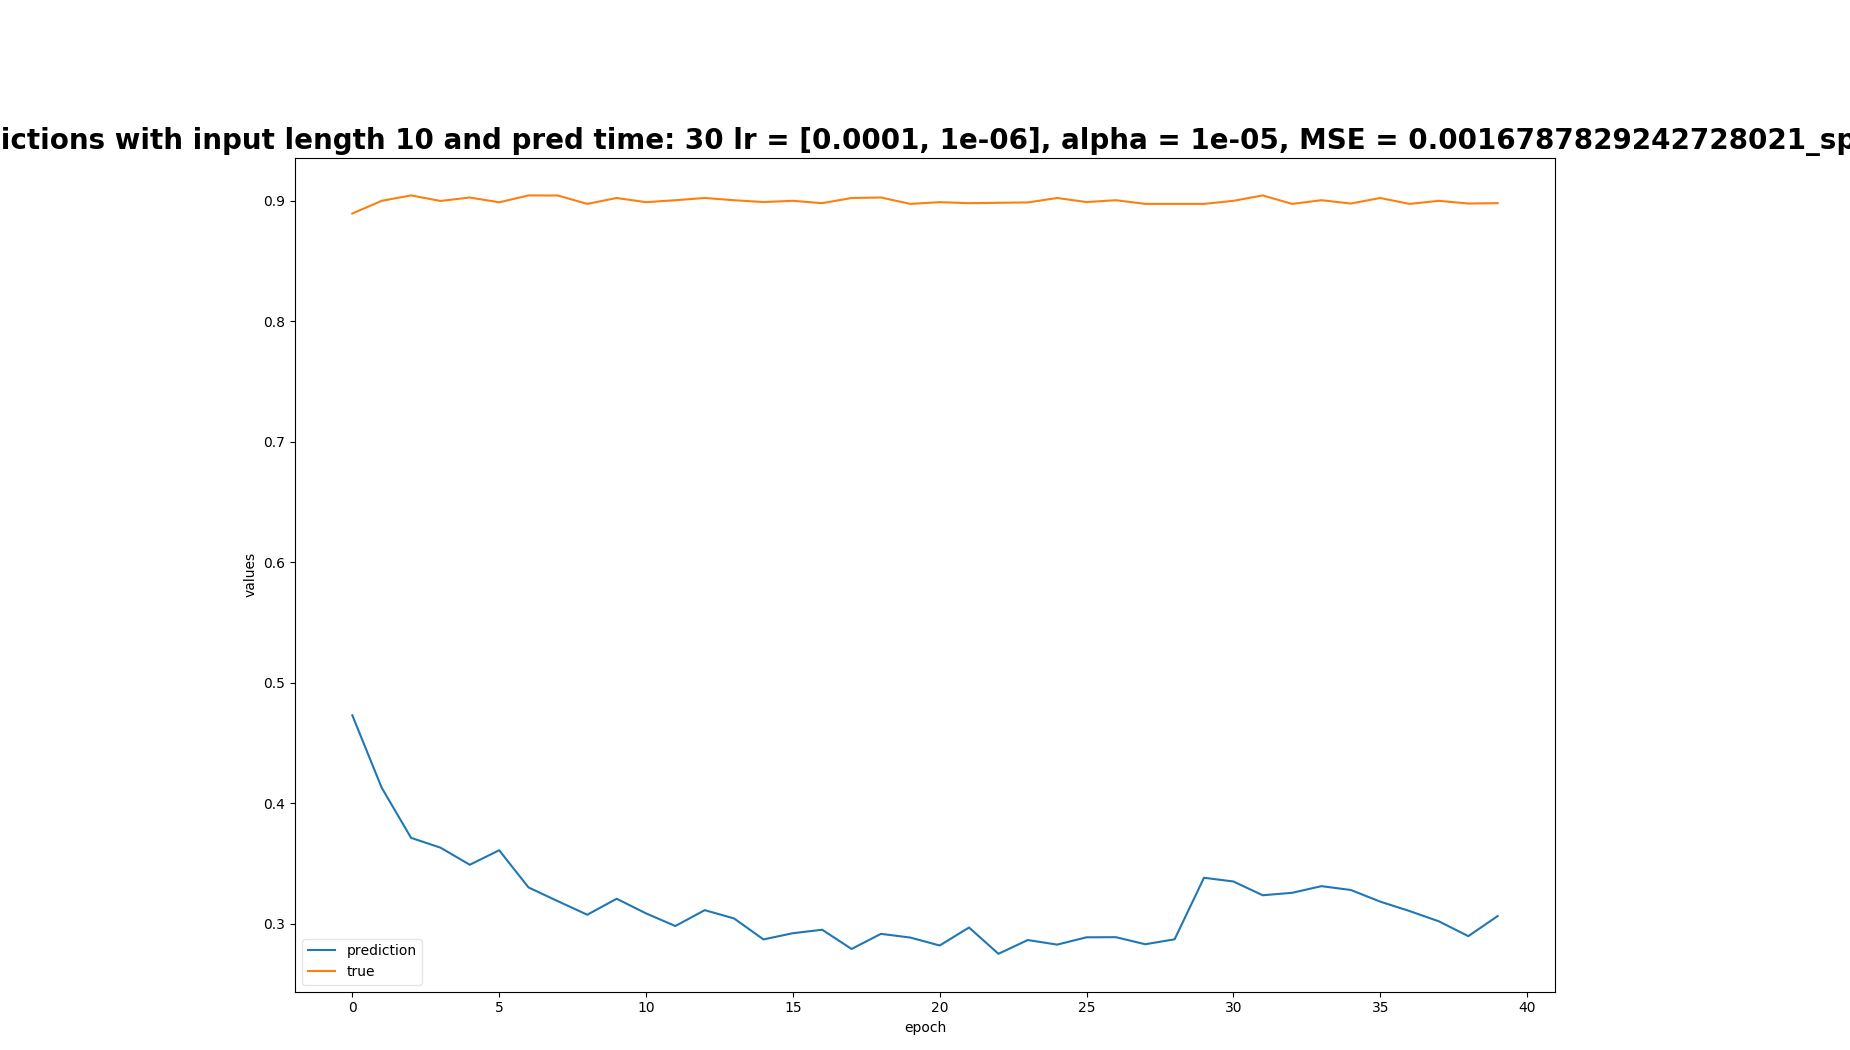 ictions with input length 10 and pred time: 30 lr = [0.0001, 1e-06], alpha = 1e-05, MSE = 0.0016787829242728021_sp
0.9
0.8
0.7
0.6
0.5
0.4
0.3
values
prediction
true
0 5 10 15 20 25 30 35 40
epoch